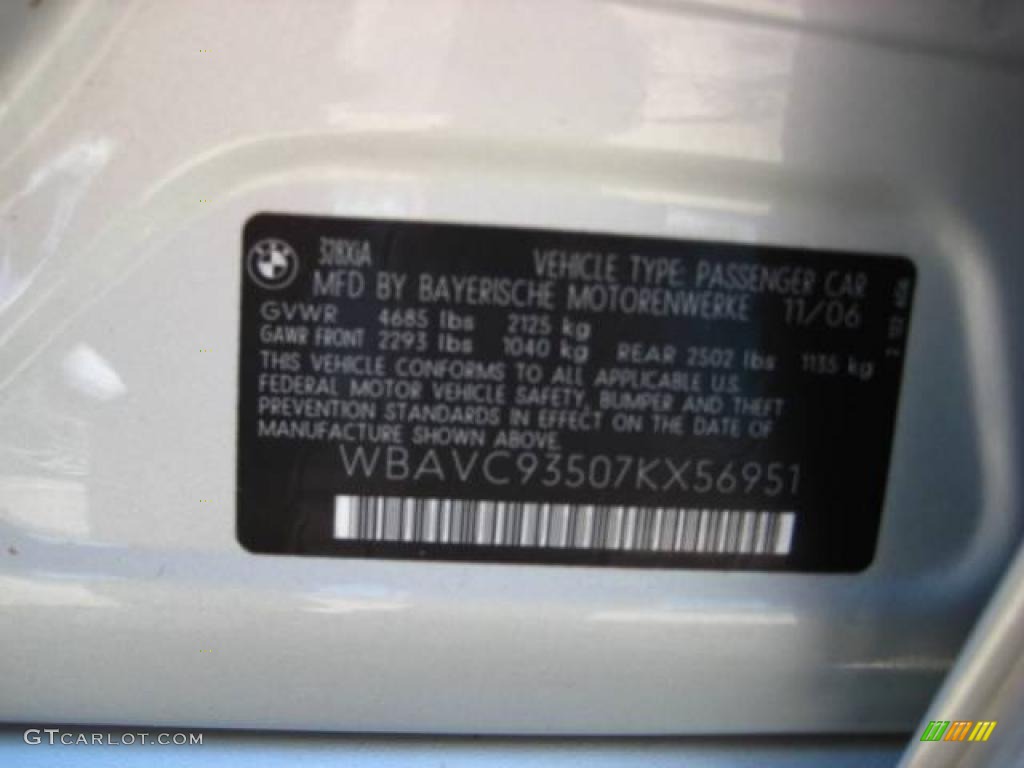 328XiA VEHICLE TYPE: PASSENGER CAR
MFD BY BAYERISCHE MOTORENWERKE 11/06
GVWR 4685 lbs 2125 kg
GAWR FRONT 2293 lbs 1040 kg REAR 2502 lbs 1135 kg
THIS VEHICLE CONFORMS TO ALL APPLICABLE U.S.
FEDERAL MOTOR VEHICLE SAFETY, BUMPER AND THEFT
PREVENTION STANDARDS IN EFFECT ON THE DATE OF
MANUFACTURE SHOWN ABOVE.
WBAVC93507KX56951
GTCARLOT.COM